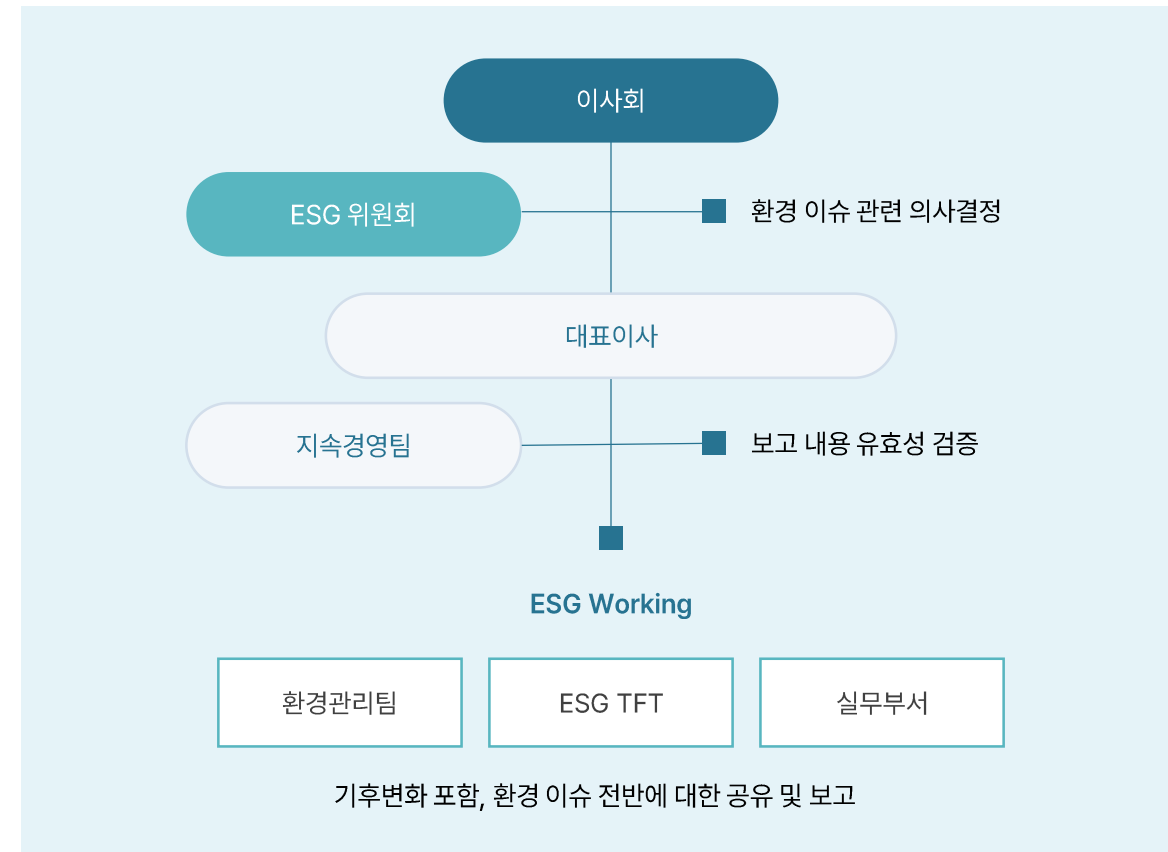 이사회
ESG 위원회
환경 이슈 관련 의사결정
대표이사
지속경영팀
보고 내용 유효성 검증
ESG Working
환경관리팀
ESG TFT
실무부서
기후변화 포함, 환경 이슈 전반에 대한 공유 및 보고